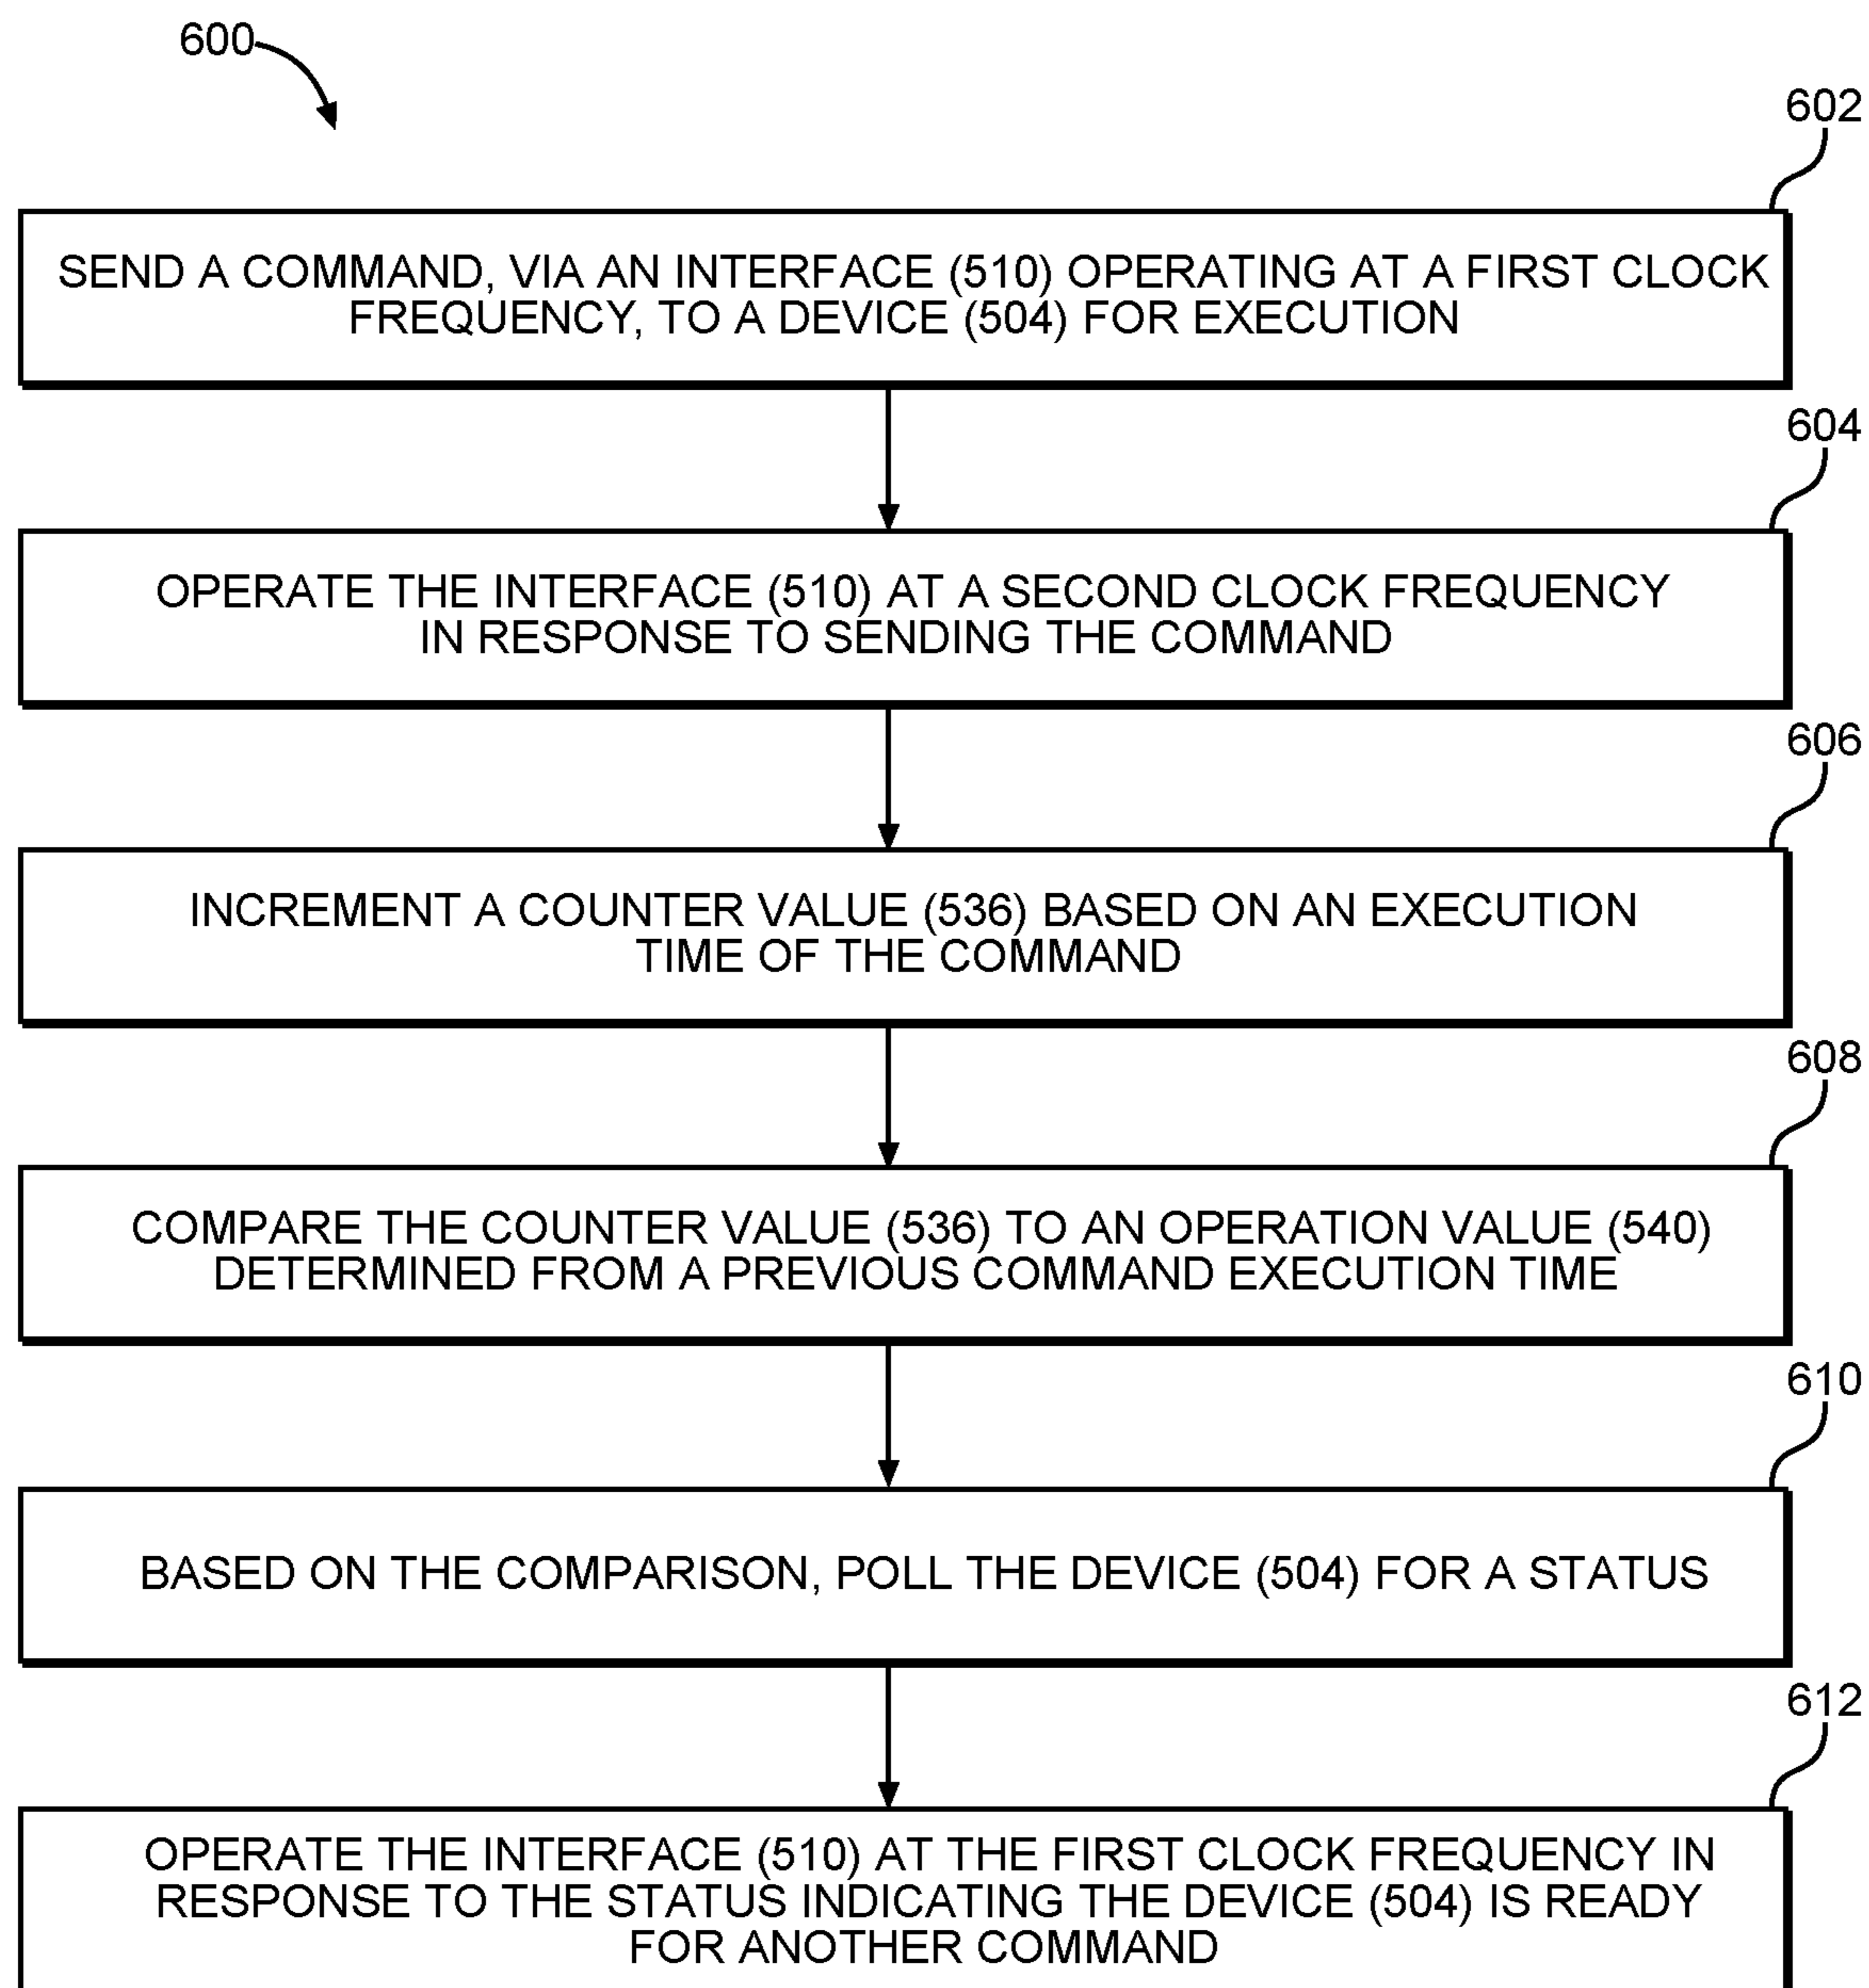 600
602
SEND A COMMAND, VIA AN INTERFACE (510) OPERATING AT A FIRST CLOCK
FREQUENCY, TO A DEVICE (504) FOR EXECUTION
604
OPERATE THE INTERFACE (510) AT A SECOND CLOCK FREQUENCY
IN RESPONSE TO SENDING THE COMMAND
606
INCREMENT A COUNTER VALUE (536) BASED ON AN EXECUTION
TIME OF THE COMMAND
608
COMPARE THE COUNTER VALUE (536) TO AN OPERATION VALUE (540)
DETERMINED FROM A PREVIOUS COMMAND EXECUTION TIME
610
BASED ON THE COMPARISON, POLL THE DEVICE (504) FOR A STATUS
612
OPERATE THE INTERFACE (510) AT THE FIRST CLOCK FREQUENCY IN
RESPONSE TO THE STATUS INDICATING THE DEVICE (504) IS READY
FOR ANOTHER COMMAND